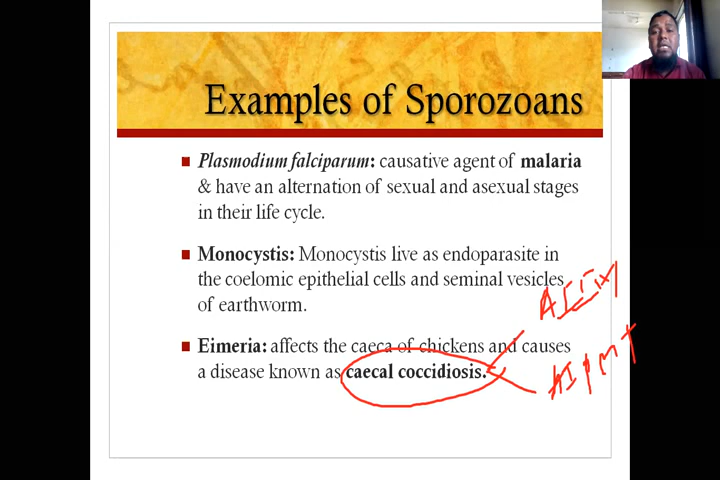 Examples of Sporozoans
Plasmodium falciparum: causative agent of malaria
& have an alternation of sexual and asexual stages
in their life cycle.
Monocystis: Monocystis live as endoparasite in
the coelomic epithelial cells and seminal vesicles
of earthworm.
Eimeria: affects the caeca of chickens and causes
a disease known as caecal coccidiosis.
AIPMT